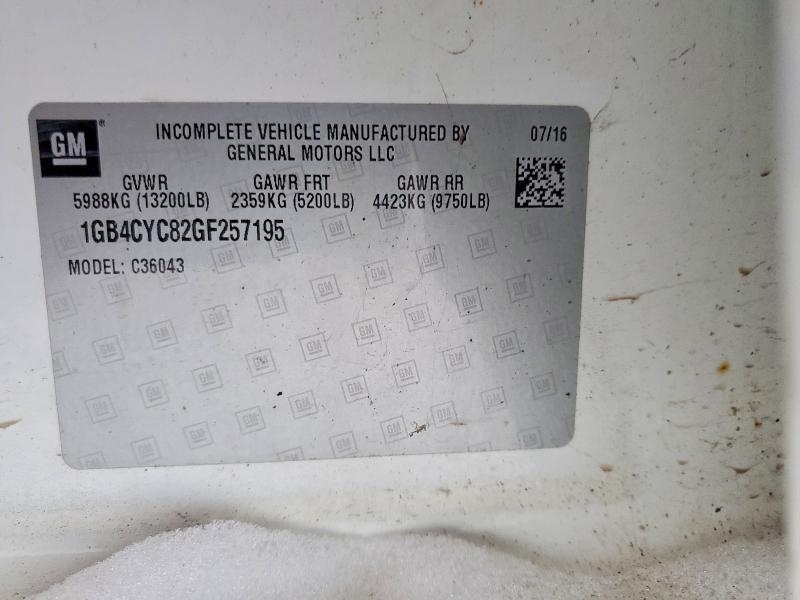 GM
INCOMPLETE VEHICLE MANUFACTURED BY
GENERAL MOTORS LLC
07/16
GVWR
5988KG (13200LB)
GAWR FRT
2359KG (5200LB)
GAWR RR
4423KG (9750LB)
1GB4CYC82GF257195
MODEL: C36043